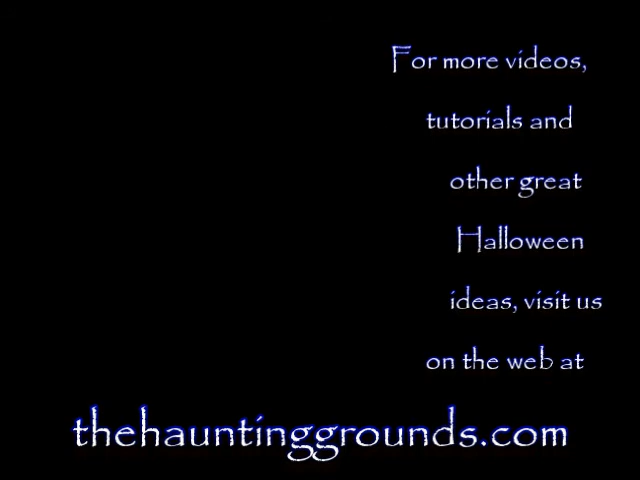 For more videos,
tutorials and
other great
Halloween
ideas, visit us
on the web at
thehauntinggrounds.com